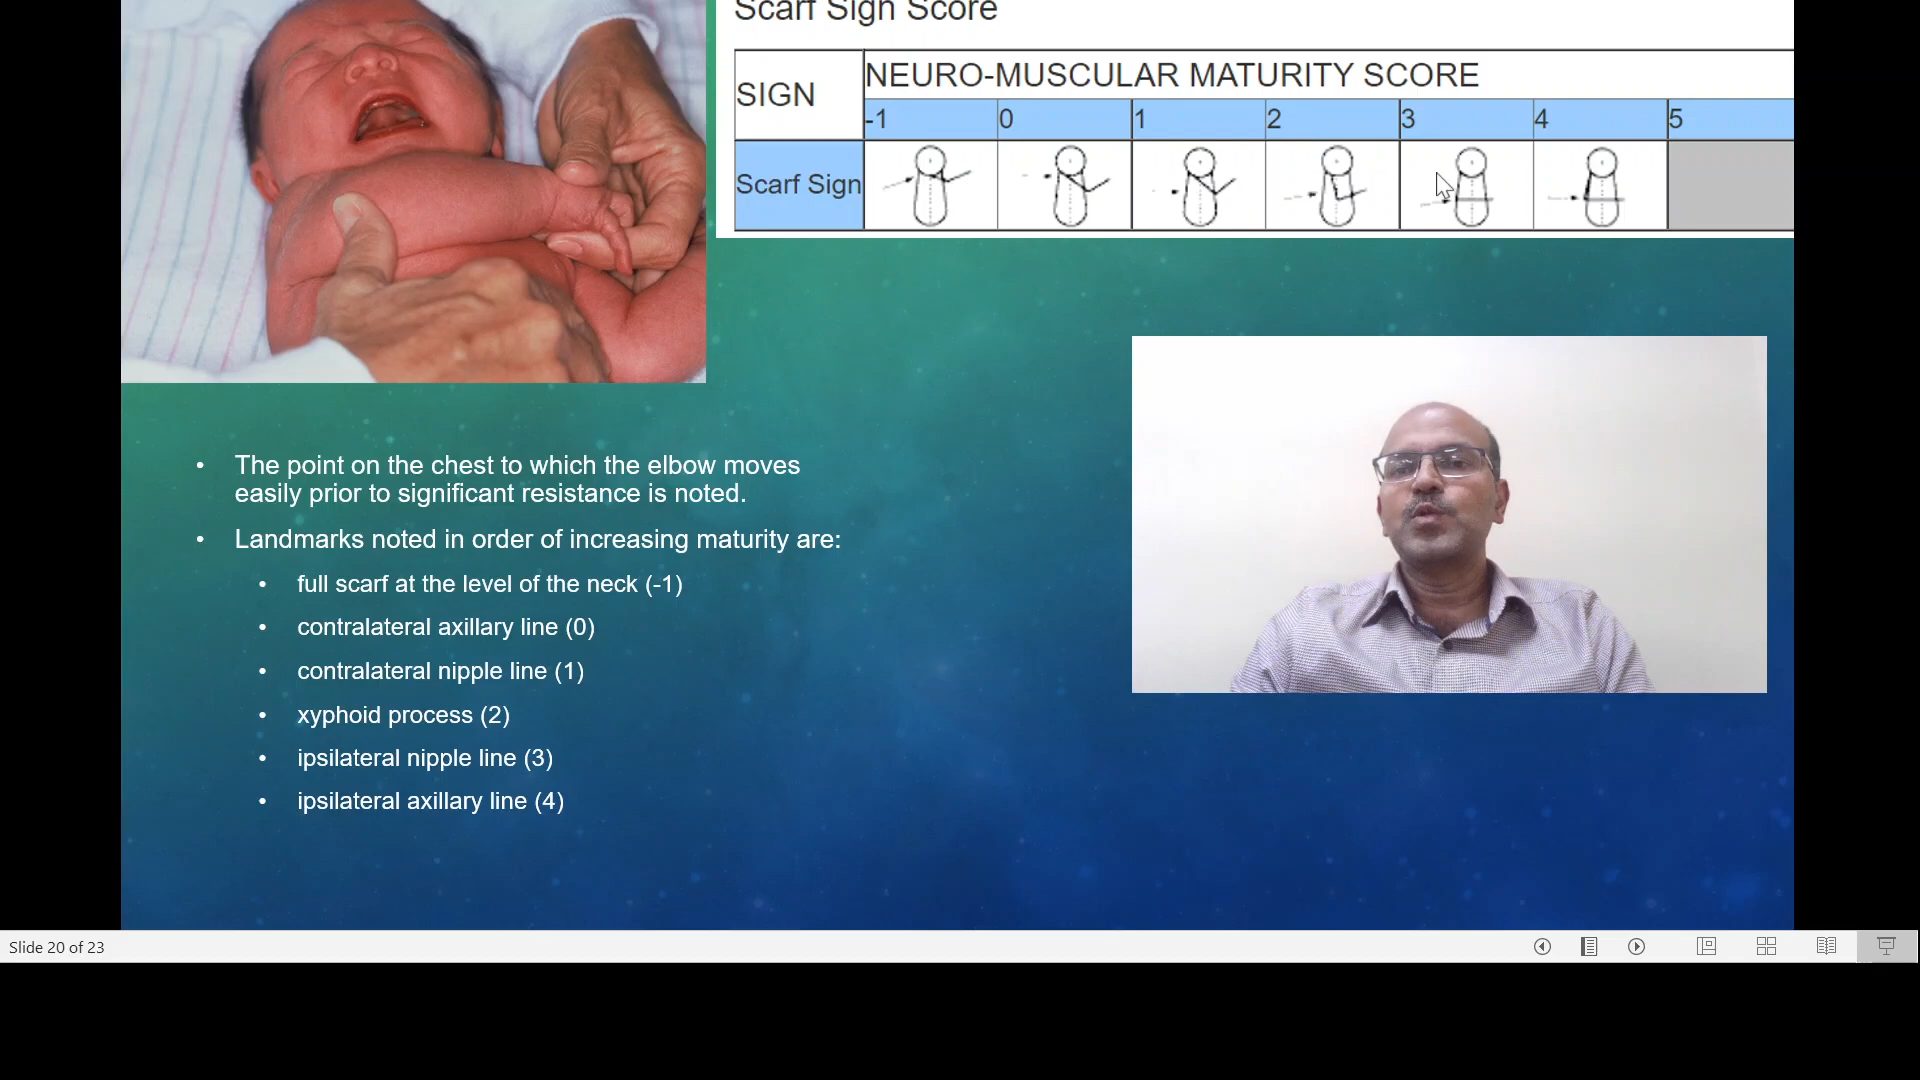 Scarf Sign Score
SIGN
NEURO-MUSCULAR MATURITY SCORE
-1 0 1 2 3 4 5
Scarf Sign
• The point on the chest to which the elbow moves
easily prior to significant resistance is noted.
• Landmarks noted in order of increasing maturity are:
• full scarf at the level of the neck (-1)
• contralateral axillary line (0)
• contralateral nipple line (1)
• xyphoid process (2)
• ipsilateral nipple line (3)
• ipsilateral axillary line (4)
Slide 20 of 23